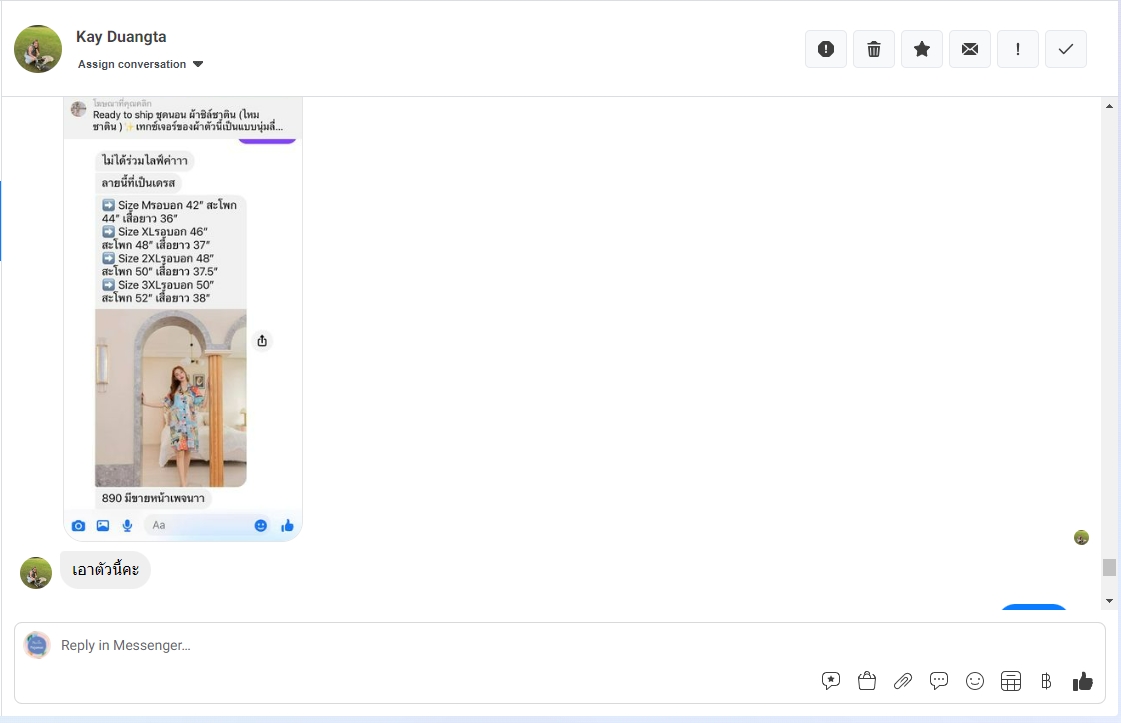 Kay Duangta
Assign conversation
โฆษณาที่คุณคลิก
Ready to ship ชุดนอน ผ้าซิลซาติน (ไหม
ซาติน )✨เทกซ์เจอร์ของผ้าตัวนี้เป็นแบบนุ่มลื่...
ไม่ได้ร่วมไลฟ์ค่าาา
ลายนี้ที่เป็นเดรส
➡️ Size Mรอบอก 42” สะโพก
44” เสื้อยาว 36”
➡️ Size XLรอบอก 46”
สะโพก 48” เสื้อยาว 37”
➡️ Size 2XLรอบอก 48”
สะโพก 50” เสื้อยาว 37.5”
➡️ Size 3XLรอบอก 50”
สะโพก 52” เสื้อยาว 38”
890 มีขายหน้าเพจนาา
Aa
เอาตัวนี้คะ
Reply in Messenger...